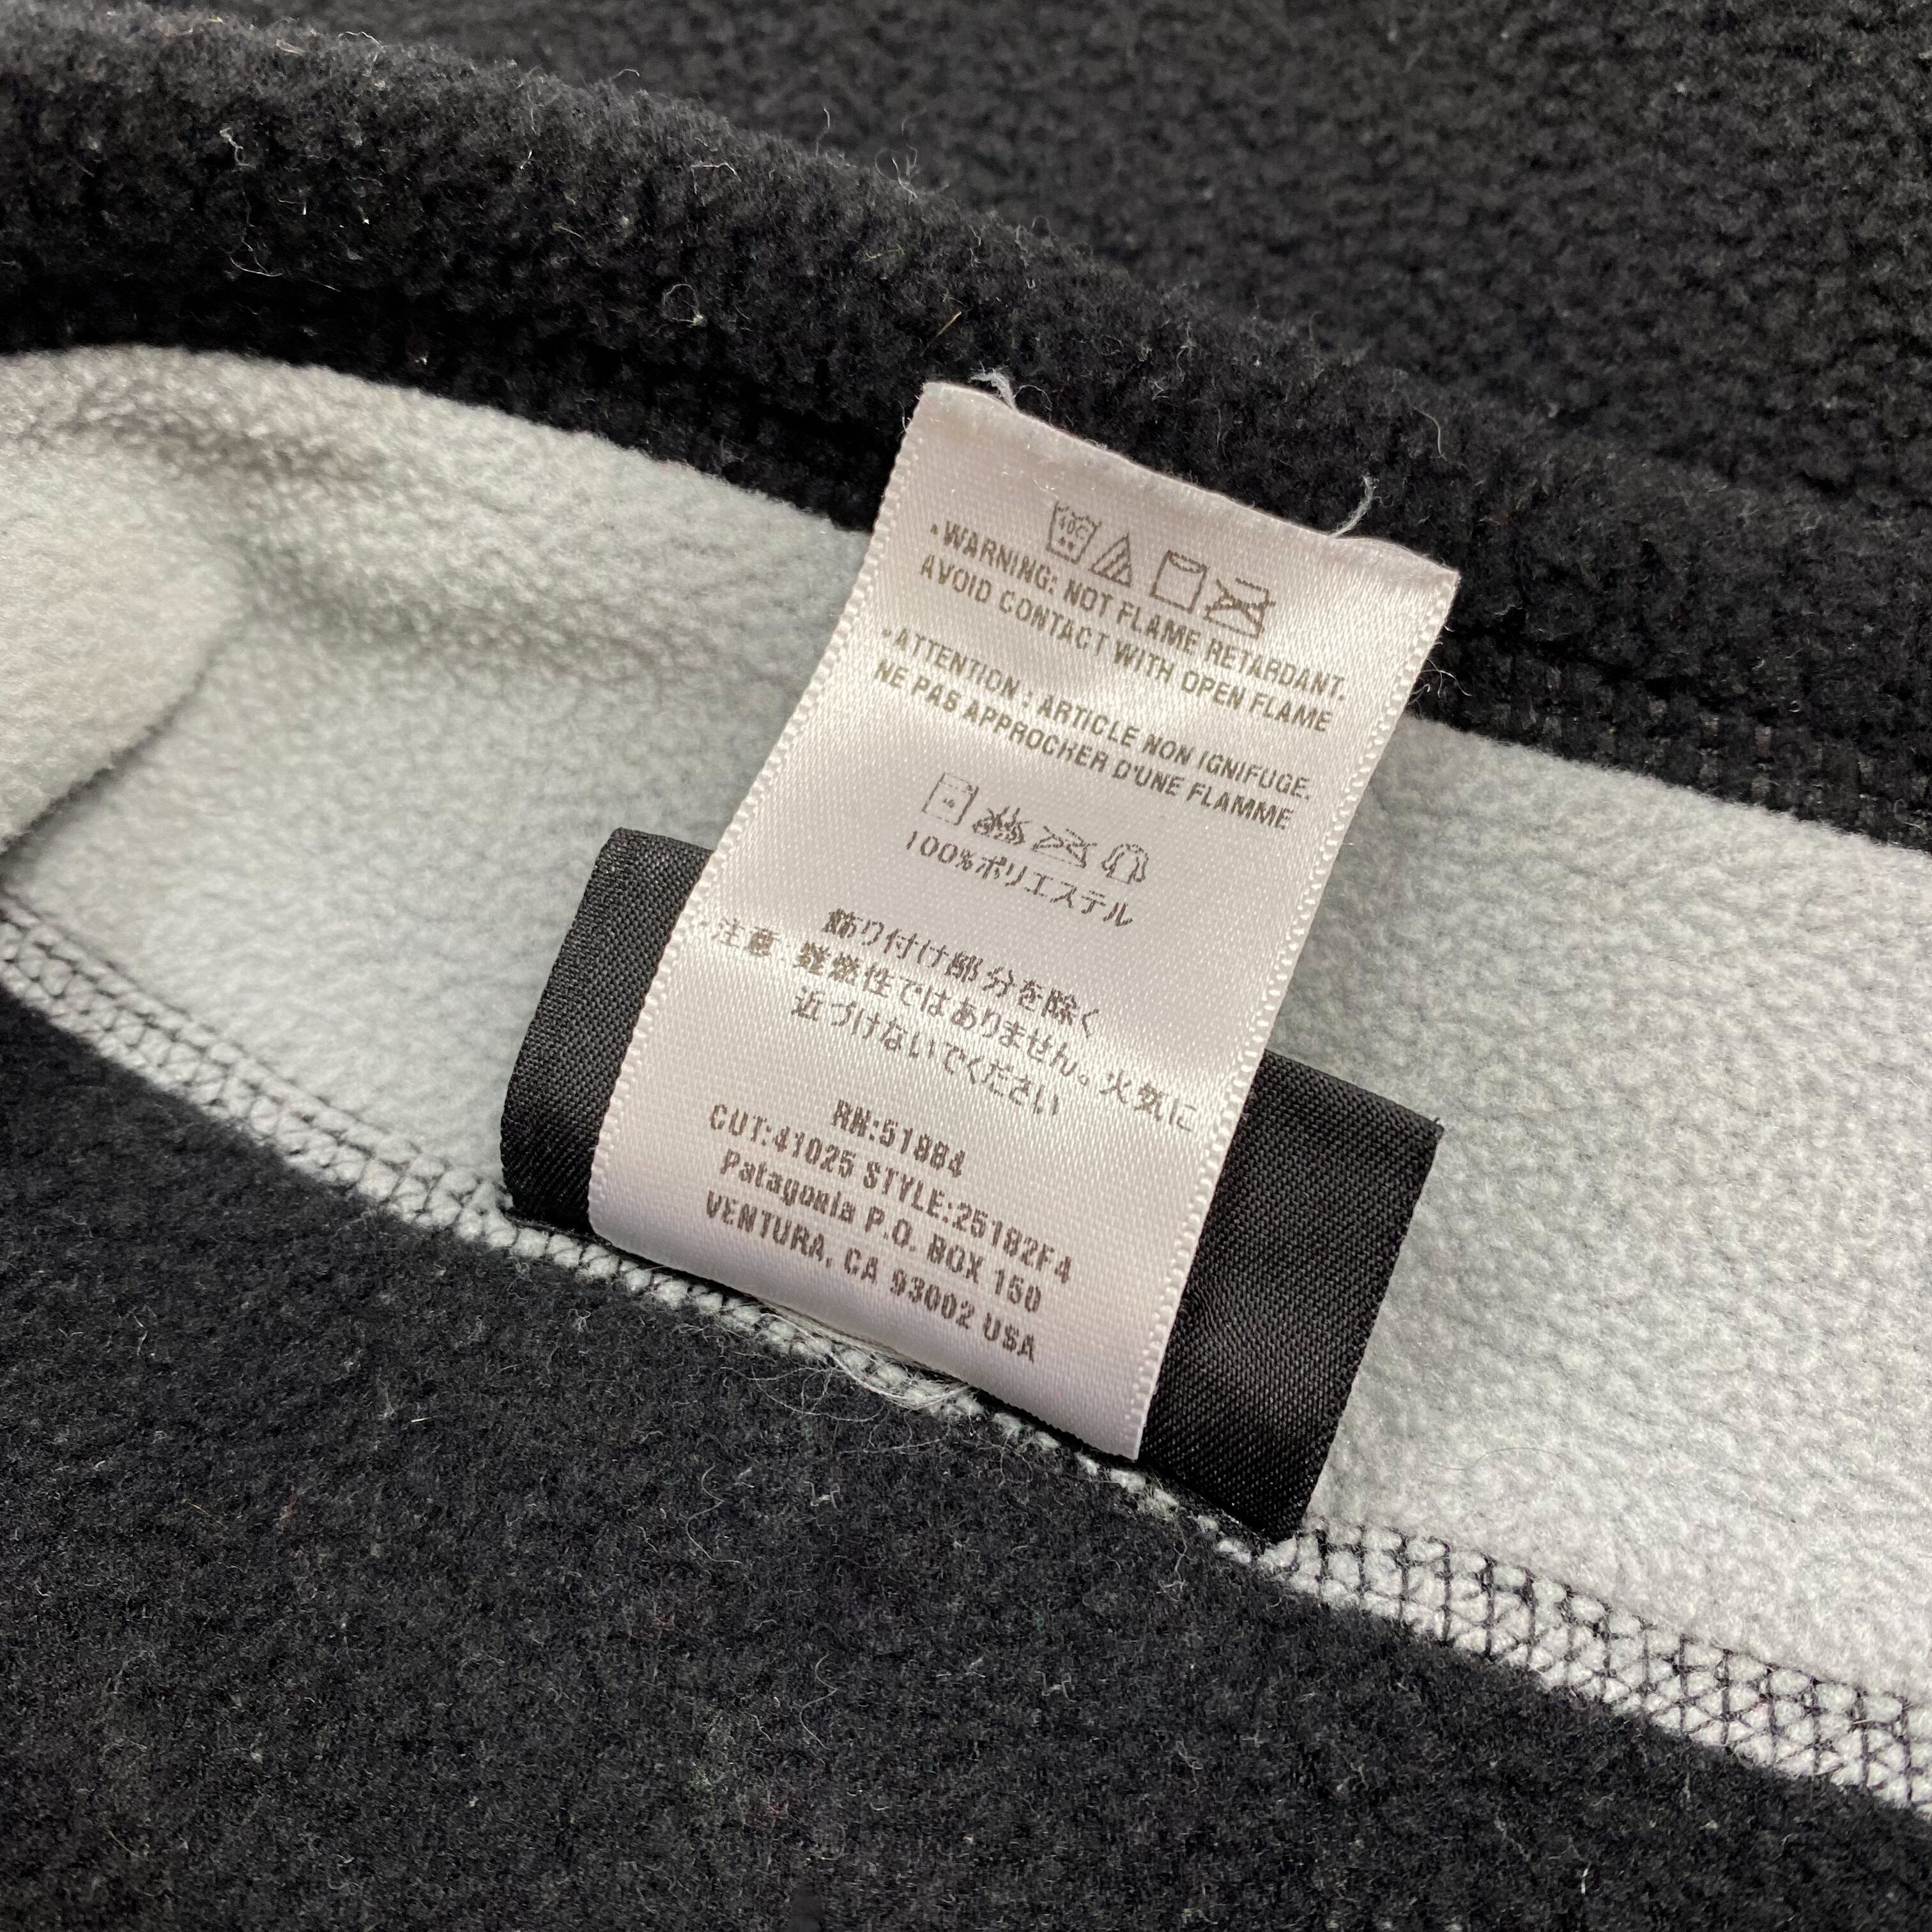 40C
*WARNING: NOT FLAME RETARDANT.
AVOID CONTACT WITH OPEN FLAME
*ATTENTION : ARTICLE NON IGNIFUGE.
NE PAS APPROCHER D'UNE FLAMME
40
100%ポリエステル
飾り付け部分を除く
*注意：難燃性ではありません。火気に
近づけないでください
RN:51884
CUT:41025 STYLE:25182F4
Patagonia P.O. BOX 150
VENTURA, CA 93002 USA